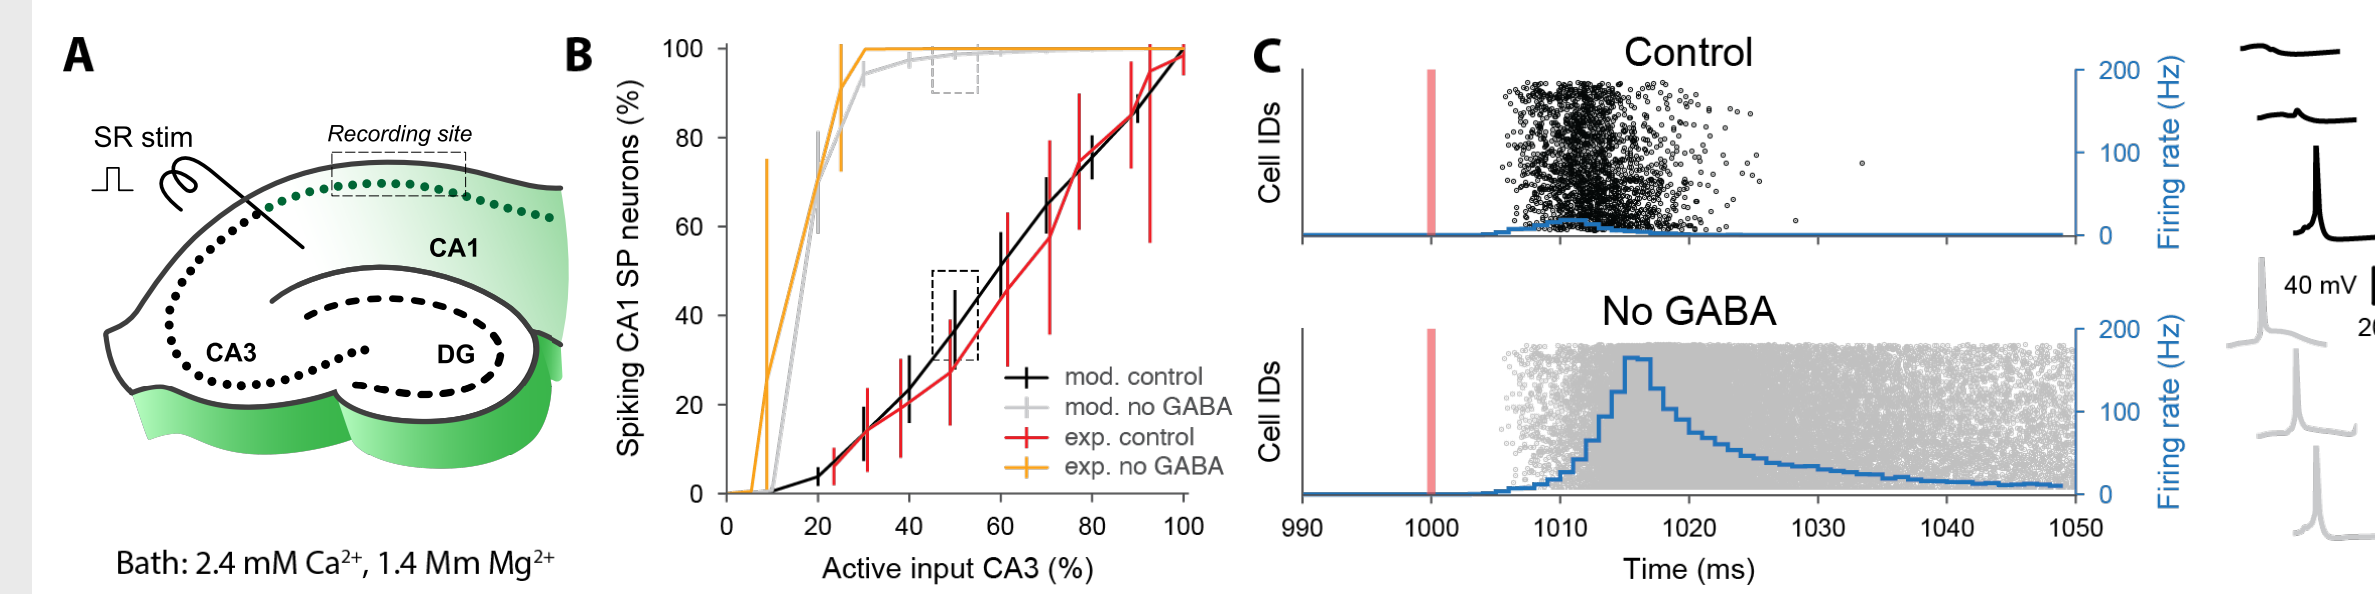 A
SR stim
Recording site
CA1
CA3
DG
Bath: 2.4 mM Ca²⁺, 1.4 Mm Mg²⁺
B
Spiking CA1 SP neurons (%)
100
80
60
40
20
0
mod. control
mod. no GABA
exp. control
exp. no GABA
0 20 40 60 80 100
Active input CA3 (%)
C
Control
Cell IDs
200
100
0
Firing rate (Hz)
No GABA
Cell IDs
200
100
0
Firing rate (Hz)
990 1000 1010 1020 1030 1040 1050
Time (ms)
40 mV